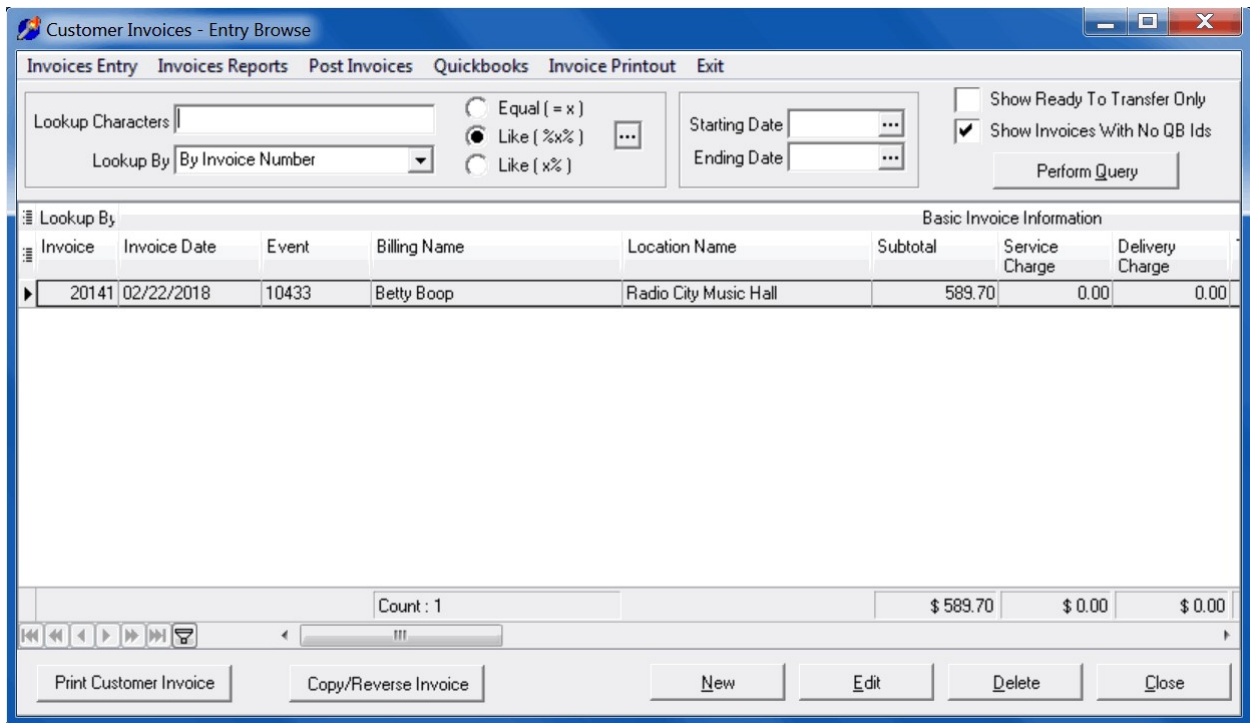 Customer Invoices - Entry Browse
Invoices Entry Invoices Reports Post Invoices Quickbooks Invoice Printout Exit
Lookup Characters
Lookup By By Invoice Number
Equal ( = x )
Like ( %x% )
Like ( x% )
...
Starting Date ...
Ending Date ...
Show Ready To Transfer Only
Show Invoices With No QB Ids
Perform Query
Lookup By Basic Invoice Information
Invoice Invoice Date Event Billing Name Location Name Subtotal Service Charge Delivery Charge
20141 02/22/2018 10433 Betty Boop Radio City Music Hall 589.70 0.00 0.00
Count : 1 $ 589.70 $ 0.00 $ 0.00
Print Customer Invoice Copy/Reverse Invoice New Edit Delete Close